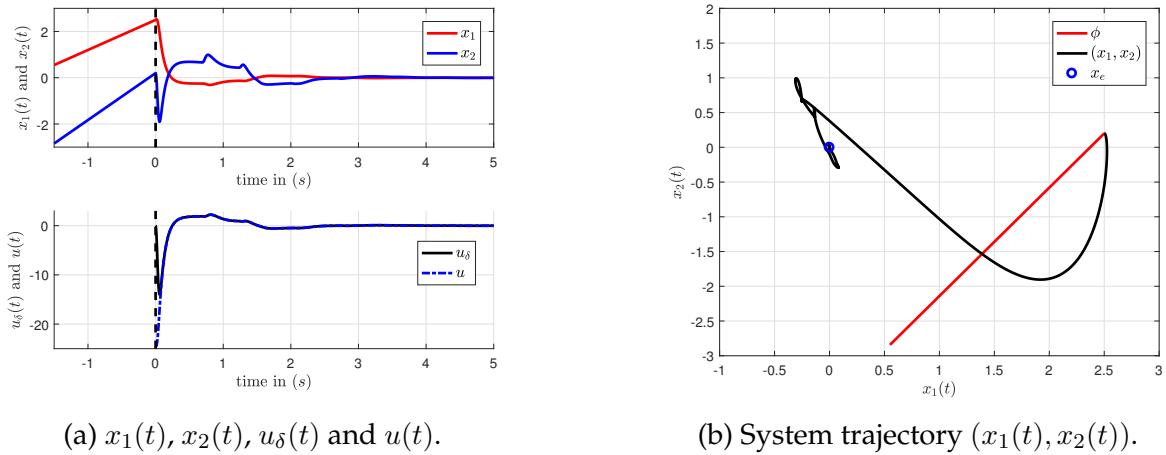 x₁(t) and x₂(t)
2
0
-2
x₁
x₂
-1 0 1 2 3 4 5
time in (s)
u_δ(t) and u(t)
0
-10
-20
u_δ
u
-1 0 1 2 3 4 5
time in (s)
(a) x₁(t), x₂(t), u_δ(t) and u(t).
x₂(t)
2
1.5
1
0.5
0
-0.5
-1
-1.5
-2
-2.5
-3
ϕ
(x₁, x₂)
xₑ
-1 -0.5 0 0.5 1 1.5 2 2.5 3
x₁(t)
(b) System trajectory (x₁(t), x₂(t)).